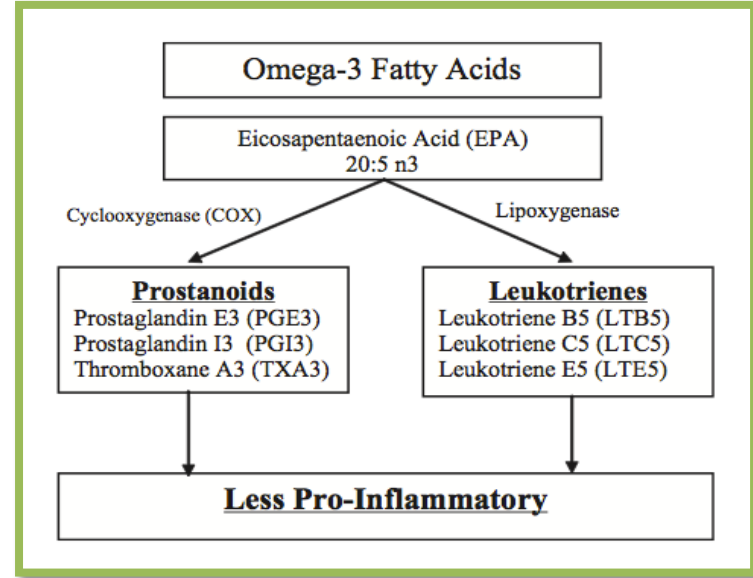 Omega-3 Fatty Acids
Eicosapentaenoic Acid (EPA)
20:5 n3
Cyclooxygenase (COX)
Lipoxygenase
Prostanoids
Prostaglandin E3 (PGE3)
Prostaglandin I3 (PGI3)
Thromboxane A3 (TXA3)
Leukotrienes
Leukotriene B5 (LTB5)
Leukotriene C5 (LTC5)
Leukotriene E5 (LTE5)
Less Pro-Inflammatory